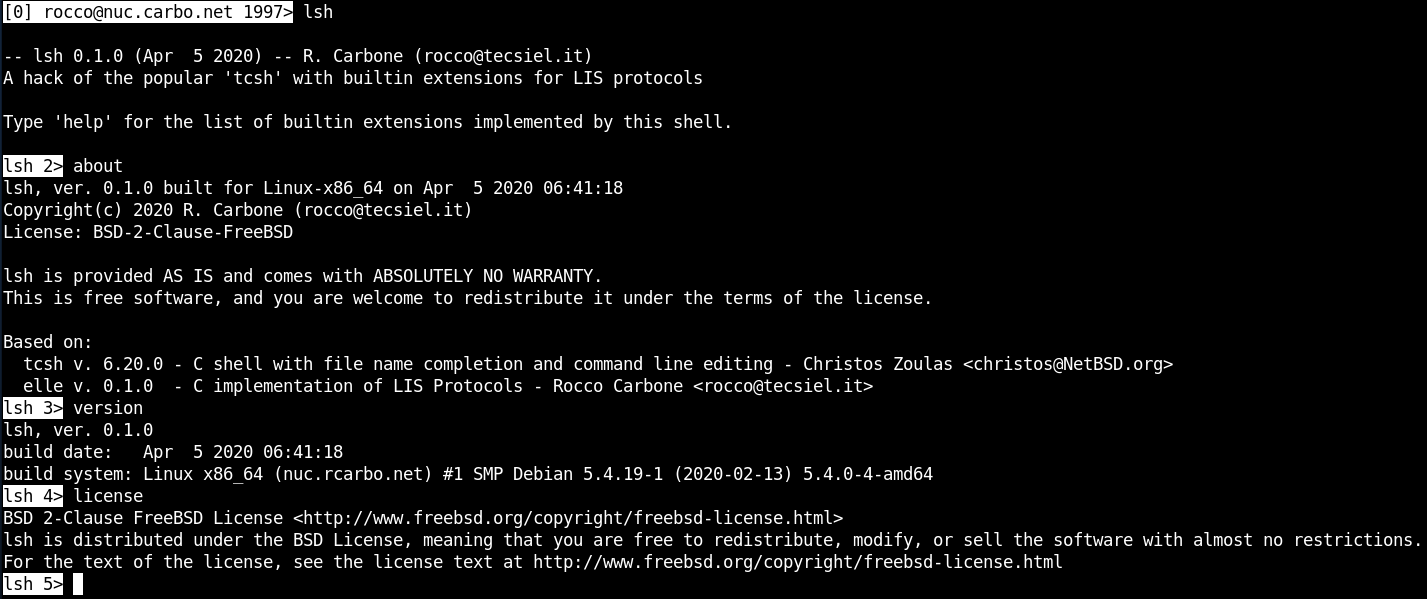 [0] rocco@nuc.carbo.net 1997> lsh
-- lsh 0.1.0 (Apr  5 2020) -- R. Carbone (rocco@tecsiel.it)
A hack of the popular 'tcsh' with builtin extensions for LIS protocols
Type 'help' for the list of builtin extensions implemented by this shell.
lsh 2> about
lsh, ver. 0.1.0 built for Linux-x86_64 on Apr  5 2020 06:41:18
Copyright(c) 2020 R. Carbone (rocco@tecsiel.it)
License: BSD-2-Clause-FreeBSD
lsh is provided AS IS and comes with ABSOLUTELY NO WARRANTY.
This is free software, and you are welcome to redistribute it under the terms of the license.
Based on:
  tcsh v. 6.20.0 - C shell with file name completion and command line editing - Christos Zoulas <christos@NetBSD.org>
  elle v. 0.1.0  - C implementation of LIS Protocols - Rocco Carbone <rocco@tecsiel.it>
lsh 3> version
lsh, ver. 0.1.0
build date:   Apr  5 2020 06:41:18
build system: Linux x86_64 (nuc.rcarbo.net) #1 SMP Debian 5.4.19-1 (2020-02-13) 5.4.0-4-amd64
lsh 4> license
BSD 2-Clause FreeBSD License <http://www.freebsd.org/copyright/freebsd-license.html>
lsh is distributed under the BSD License, meaning that you are free to redistribute, modify, or sell the software with almost no restrictions.
For the text of the license, see the license text at http://www.freebsd.org/copyright/freebsd-license.html
lsh 5>